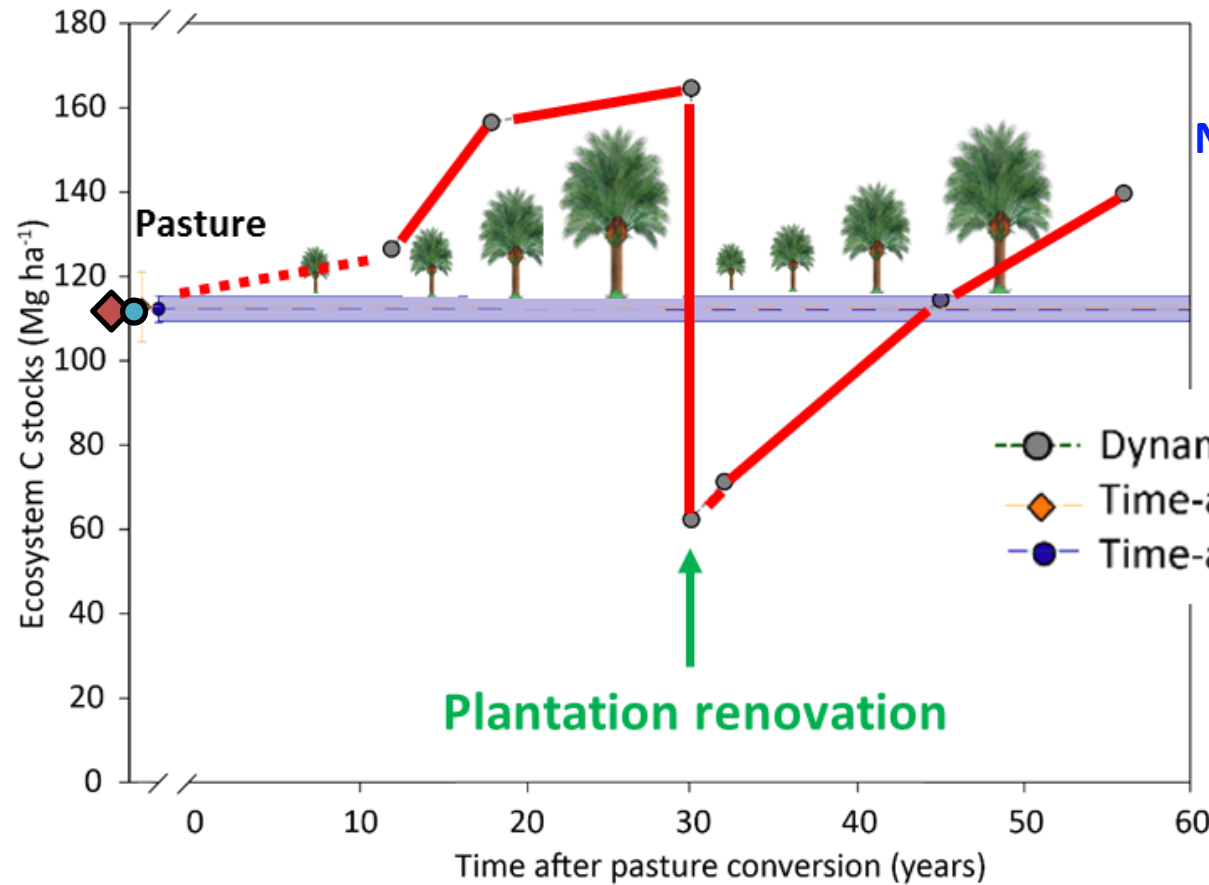 180
160
140
120
100
80
60
40
20
0
Ecosystem C stocks (Mg ha⁻¹)
Pasture
N
Dynam
Time-a
Time-a
Plantation renovation
0 10 20 30 40 50 60
Time after pasture conversion (years)